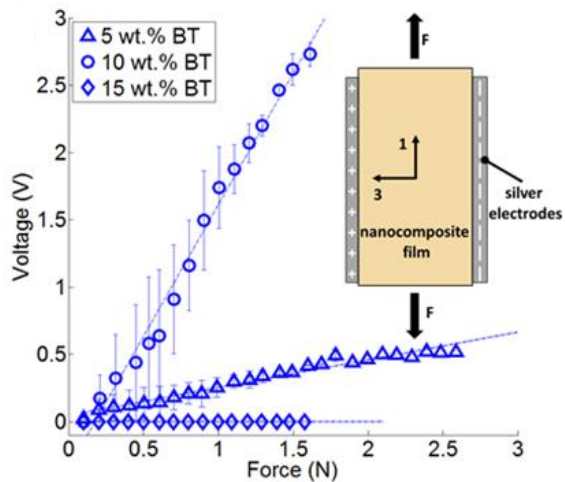 5 wt.% BT
10 wt.% BT
15 wt.% BT
Voltage (V)
3
2.5
2
1.5
1
0.5
0
0 0.5 1 1.5 2 2.5 3
Force (N)
F
1
3
nanocomposite
film
silver
electrodes
F